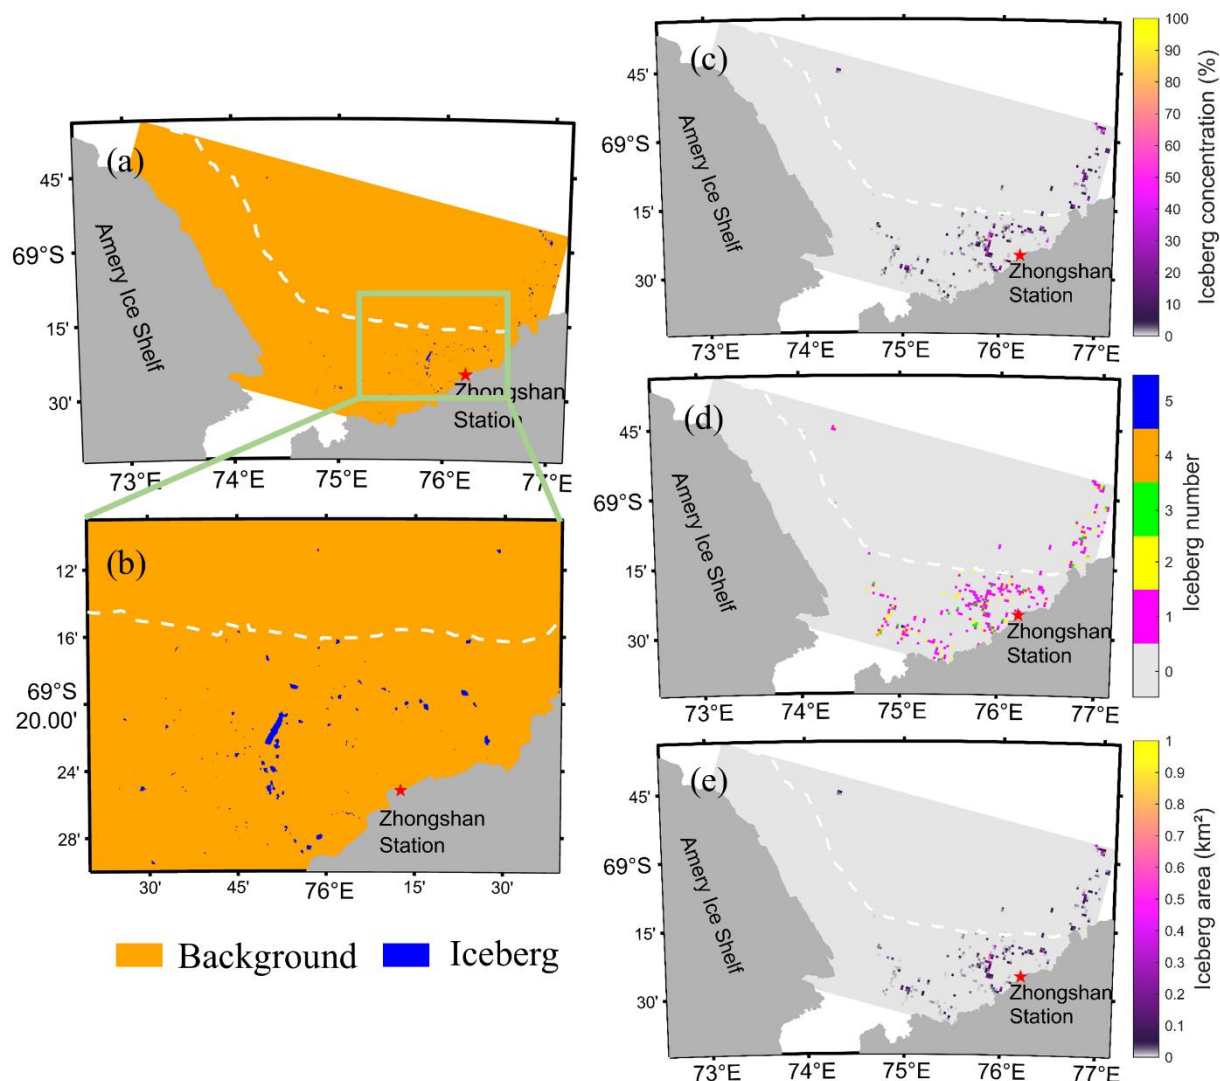 (a)
45'
69°S
15'
30'
Amery Ice Shelf
Zhongshan
Station
73°E
74°E
75°E
76°E
77°E
(b)
12'
16'
69°S
20.00'
24'
28'
Zhongshan
Station
30'
45'
76°E
15'
30'
Background
Iceberg
(c)
45'
69°S
15'
30'
Amery Ice Shelf
Zhongshan
Station
73°E
74°E
75°E
76°E
77°E
100
90
80
70
60
50
40
30
20
10
0
Iceberg concentration (%)
(d)
45'
69°S
15'
30'
Amery Ice Shelf
Zhongshan
Station
73°E
74°E
75°E
76°E
77°E
5
4
3
2
1
0
Iceberg number
(e)
45'
69°S
15'
30'
Amery Ice Shelf
Zhongshan
Station
73°E
74°E
75°E
76°E
77°E
1
0.9
0.8
0.7
0.6
0.5
0.4
0.3
0.2
0.1
0
Iceberg area (km²)